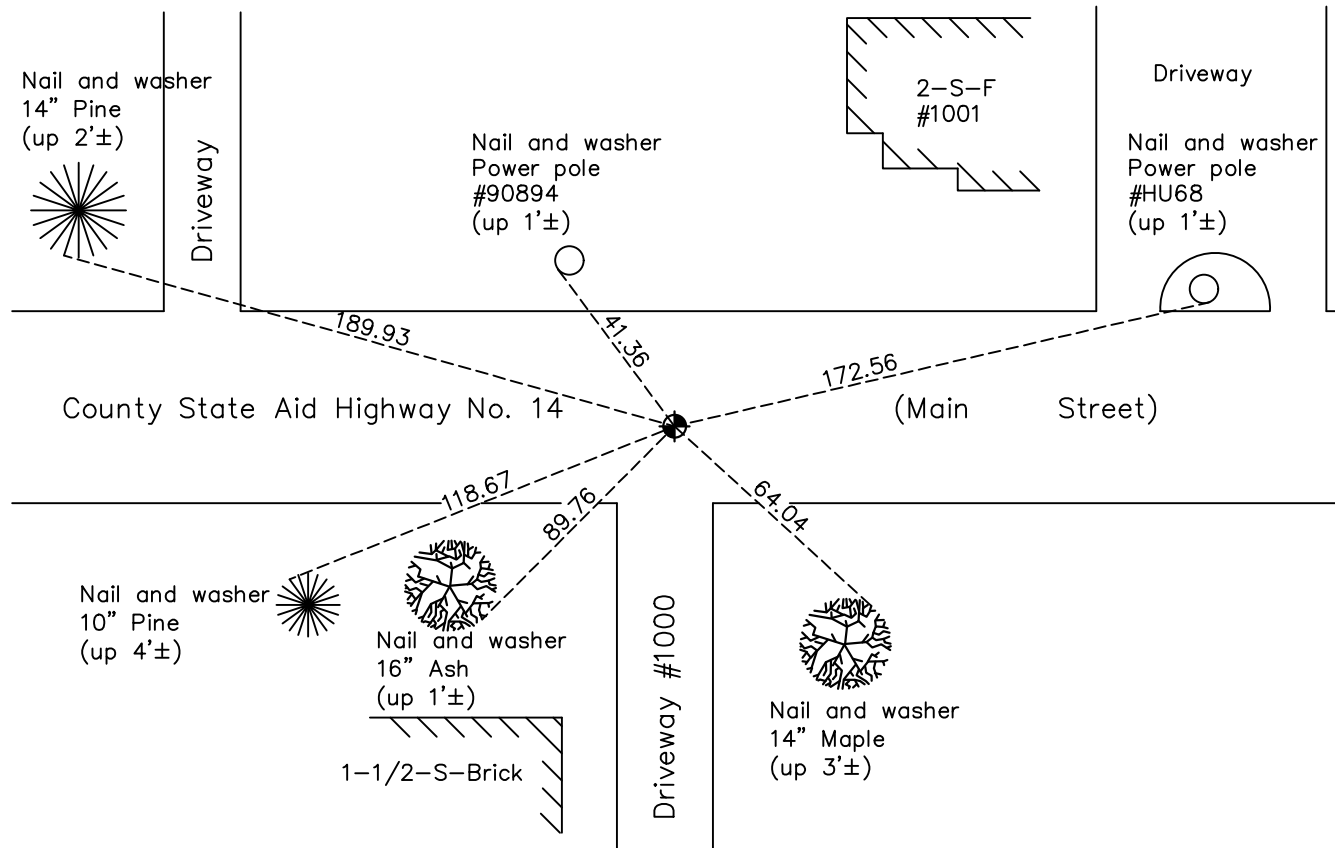 Nail and washer
14” Pine
(up 2’±)
Driveway
Nail and washer
Power pole
#90894
(up 1’±)
2-S-F
#1001
Driveway
Nail and washer
Power pole
#HU68
(up 1’±)
189.93
41.36
172.56
County State Aid Highway No. 14
(Main Street)
118.67
89.76
64.04
Nail and washer
10” Pine
(up 4’±)
Nail and washer
16” Ash
(up 1’±)
1-1/2-S-Brick
Driveway #1000
Nail and washer
14” Maple
(up 3’±)